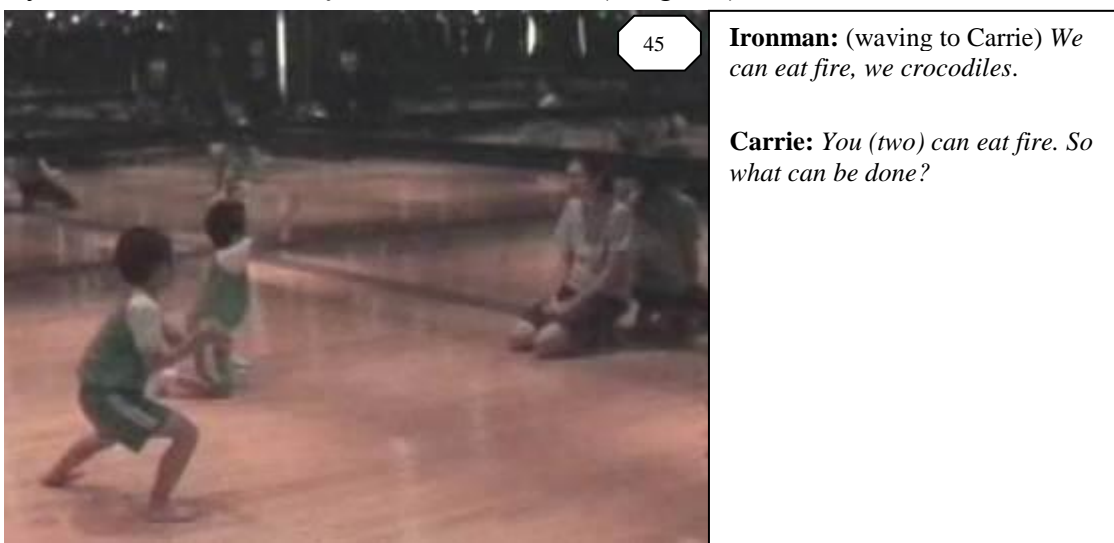 45
Ironman: (waving to Carrie) We
can eat fire, we crocodiles.
Carrie: You (two) can eat fire. So
what can be done?